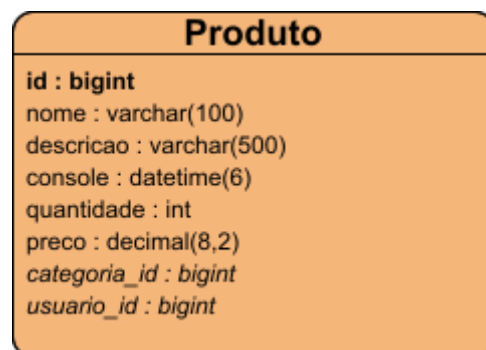 Produto
id : bigint
nome : varchar(100)
descricao : varchar(500)
console : datetime(6)
quantidade : int
preco : decimal(8,2)
categoria_id : bigint
usuario_id : bigint